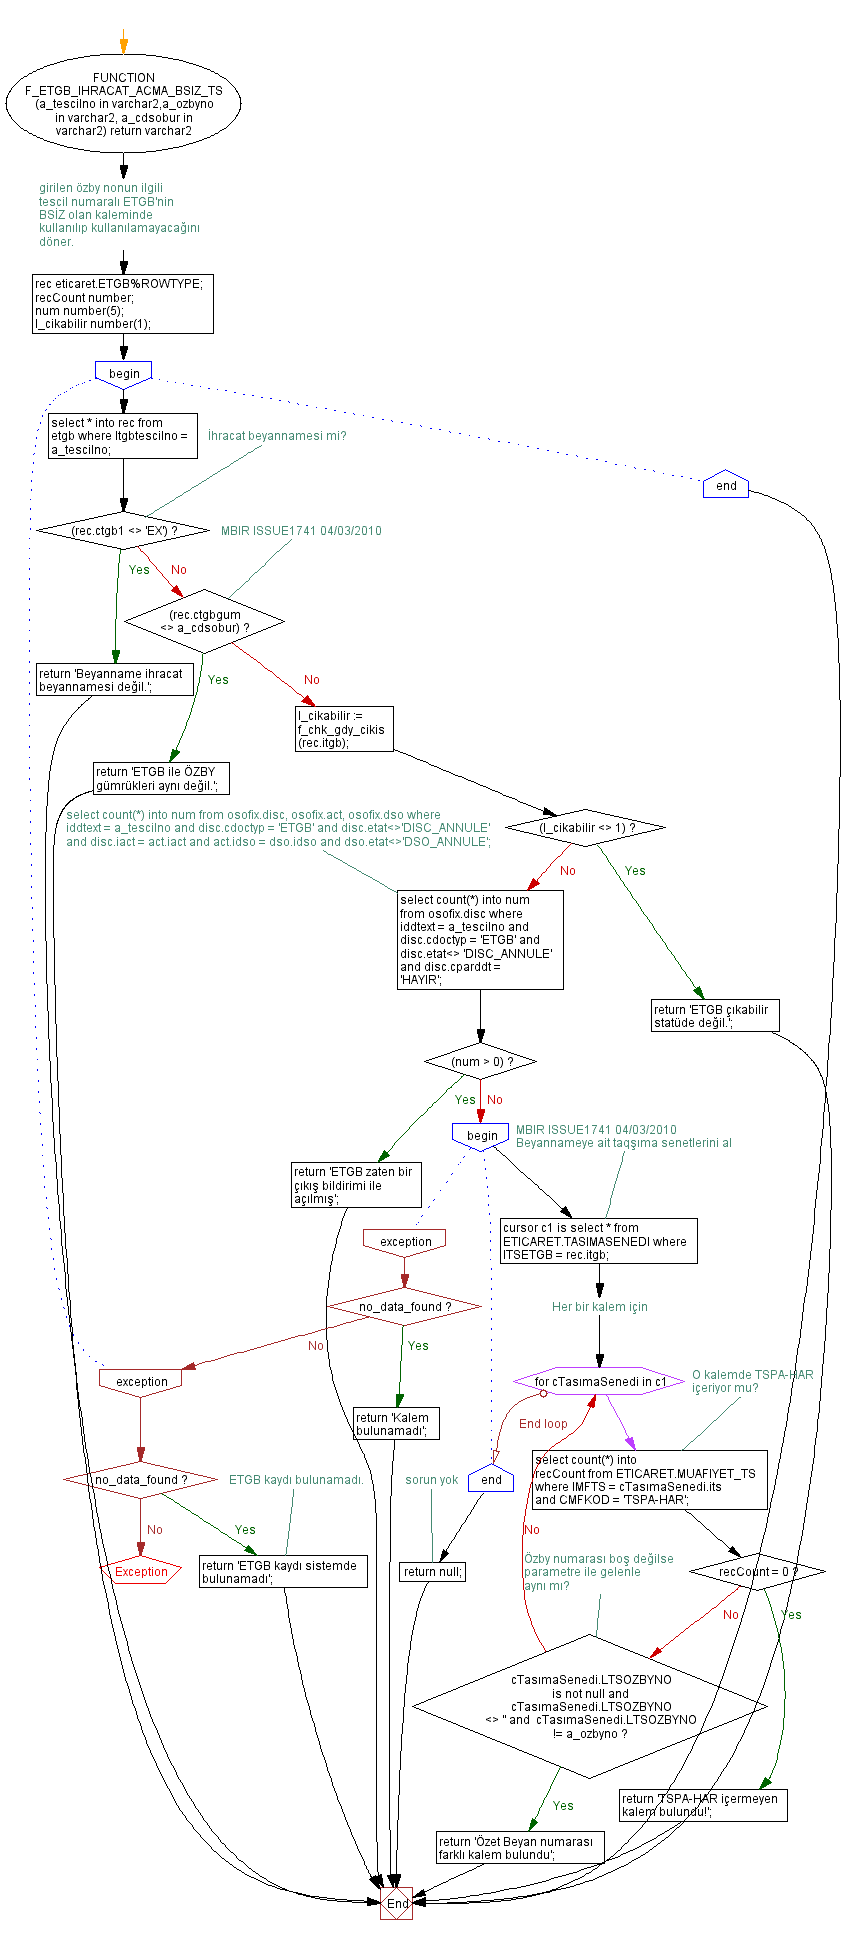 FUNCTION
F_ETGB_IHRACAT_ACMA_BSIZ_TS
(a_tescilno in varchar2,a_ozbyno
in varchar2, a_cdsobur in
varchar2) return varchar2
girilen özby nonun ilgili
tescil numaralı ETGB'nin
BSİZ olan kaleminde
kullanılıp kullanılamayacağını
döner.
rec eticaret.ETGB%ROWTYPE;
recCount number;
num number(5);
l_cikabilir number(1);
begin
select * into rec from
etgb where ltgbtescilno =
a_tescilno;
İhracat beyannamesi mi?
end
(rec.ctgb1 <> 'EX') ?
MBIR ISSUE1741 04/03/2010
Yes
No
(rec.ctgbgum
<> a_cdsobur) ?
return 'Beyanname ihracat
beyannamesi değil.';
Yes
No
l_cikabilir :=
f_chk_gdy_cikis
(rec.itgb);
return 'ETGB ile ÖZBY
gümrükleri aynı değil.';
select count(*) into num from osofix.disc, osofix.act, osofix.dso where
iddtext = a_tescilno and disc.cdoctyp = 'ETGB' and disc.etat<>'DISC_ANNULE'
and disc.iact = act.iact and act.idso = dso.idso and dso.etat<>'DSO_ANNULE';
(l_cikabilir <> 1) ?
No
Yes
select count(*) into num
from osofix.disc where
iddtext = a_tescilno and
disc.cdoctyp = 'ETGB' and
disc.etat<> 'DISC_ANNULE'
and disc.cparddt =
'HAYIR';
return 'ETGB çıkabilir
statüde değil.';
(num > 0) ?
Yes
No
begin
MBIR ISSUE1741 04/03/2010
Beyannameye ait taqşıma senetlerini al
return 'ETGB zaten bir
çıkış bildirimi ile
açılmış';
exception
cursor c1 is select * from
ETICARET.TASIMASENEDI where
ITSETGB = rec.itgb;
no_data_found ?
Her bir kalem için
No
Yes
exception
for cTasımaSenedi in c1
O kalemde TSPA-HAR
içeriyor mu?
return 'Kalem
bulunamadı';
End loop
select count(*) into
recCount from ETICARET.MUAFIYET_TS
where IMFTS = cTasımaSenedi.its
and CMFKOD = 'TSPA-HAR';
no_data_found ?
ETGB kaydı bulunamadı.
sorun yok
end
No
Yes
No
Exception
return 'ETGB kaydı sistemde
bulunamadı';
return null;
Özby numarası boş değilse
parametre ile gelenle
aynı mı?
recCount = 0 ?
No
Yes
cTasımaSenedi.LTSOZBYNO
is not null and
cTasımaSenedi.LTSOZBYNO
<> '' and  cTasımaSenedi.LTSOZBYNO
!= a_ozbyno ?
Yes
return 'TSPA-HAR içermeyen
kalem bulundu!';
return 'Özet Beyan numarası
farklı kalem bulundu';
End